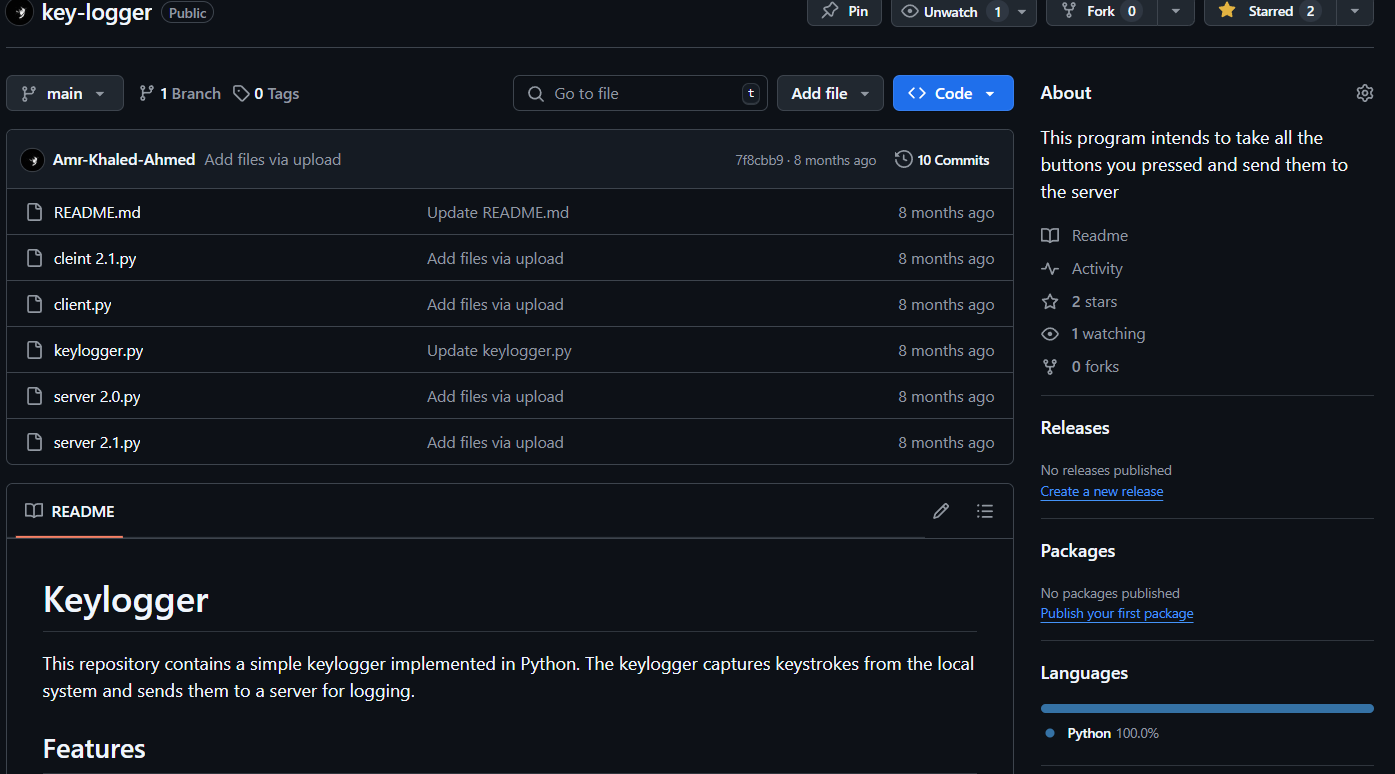 key-logger Public Pin Unwatch 1 Fork 0 Starred 2
main 1 Branch 0 Tags Go to file t Add file Code
Amr-Khaled-Ahmed Add files via upload 7f8cbb9 · 8 months ago 10 Commits
README.md Update README.md 8 months ago
cleint 2.1.py Add files via upload 8 months ago
client.py Add files via upload 8 months ago
keylogger.py Update keylogger.py 8 months ago
server 2.0.py Add files via upload 8 months ago
server 2.1.py Add files via upload 8 months ago
README
Keylogger
This repository contains a simple keylogger implemented in Python. The keylogger captures keystrokes from the local
system and sends them to a server for logging.
Features
About
This program intends to take all the
buttons you pressed and send them to
the server
Readme
Activity
2 stars
1 watching
0 forks
Releases
No releases published
Create a new release
Packages
No packages published
Publish your first package
Languages
Python 100.0%